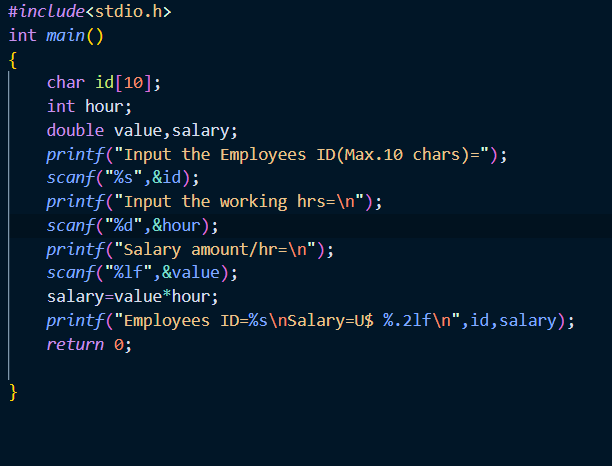 #include<stdio.h>
int main()
{
    char id[10];
    int hour;
    double value,salary;
    printf("Input the Employees ID(Max.10 chars)=");
    scanf("%s",&id);
    printf("Input the working hrs=\n");
    scanf("%d",&hour);
    printf("Salary amount/hr=\n");
    scanf("%lf",&value);
    salary=value*hour;
    printf("Employees ID=%s\nSalary=U$ %.2lf\n",id,salary);
    return 0;
}